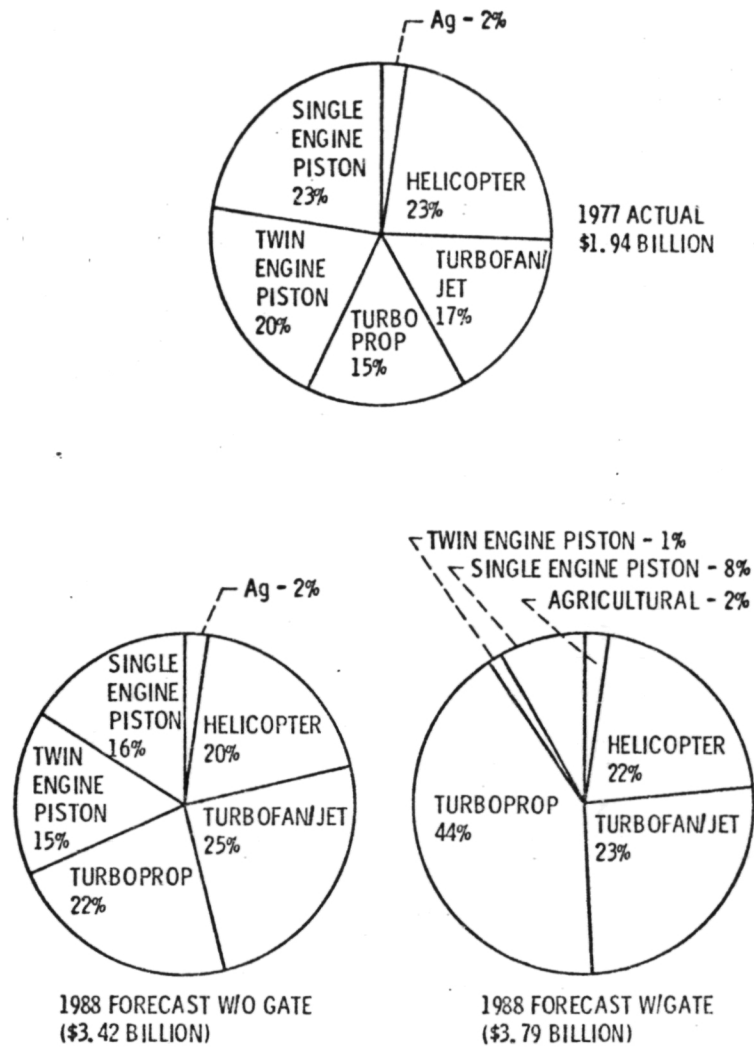 Ag - 2%
SINGLE
ENGINE
PISTON
23%
HELICOPTER
23%
1977 ACTUAL
$1.94 BILLION
TWIN
ENGINE
PISTON
20%
TURBOFAN/
JET
17%
TURBO
PROP
15%
Ag - 2%
SINGLE
ENGINE
PISTON
16%
HELICOPTER
20%
TWIN
ENGINE
PISTON
15%
TURBOFAN/JET
25%
TURBOPROP
22%
1988 FORECAST W/O GATE
($3.42 BILLION)
TWIN ENGINE PISTON - 1%
SINGLE ENGINE PISTON - 8%
AGRICULTURAL - 2%
HELICOPTER
22%
TURBOPROP
44%
TURBOFAN/JET
23%
1988 FORECAST W/GATE
($3.79 BILLION)